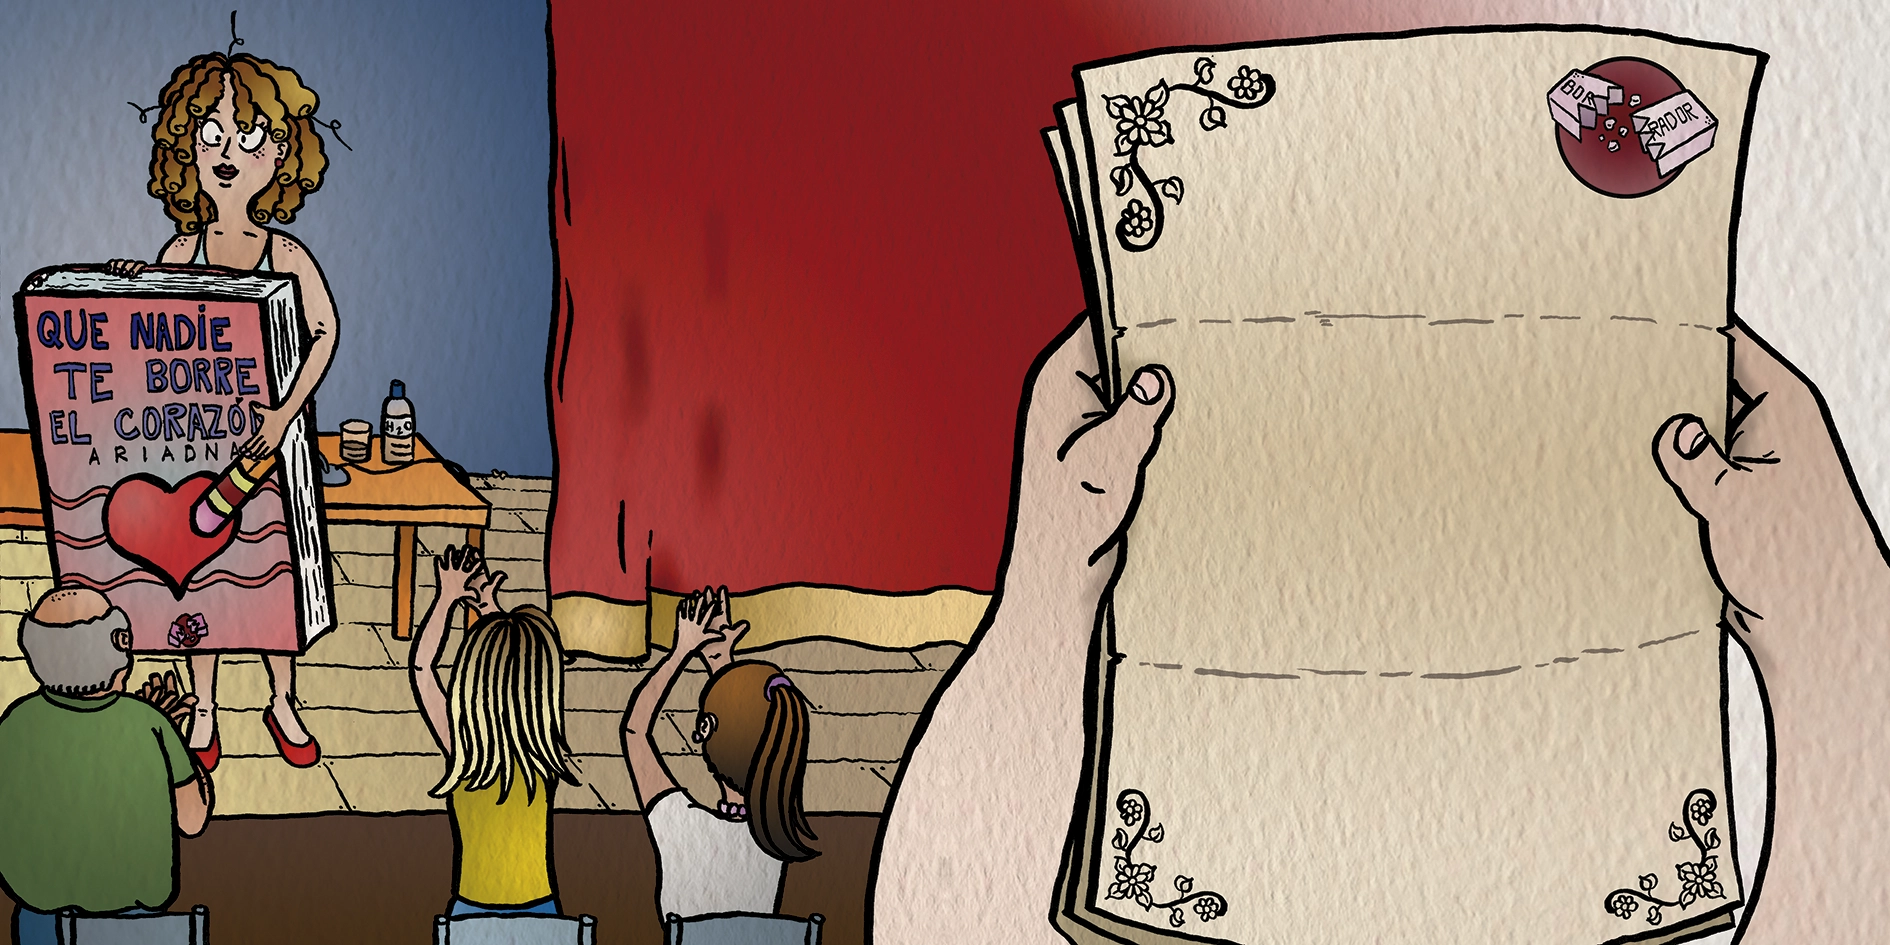 QUE NADIE
TE BORRE
EL CORAZÓN
ARIADNA
H2O
BOR
RADOR